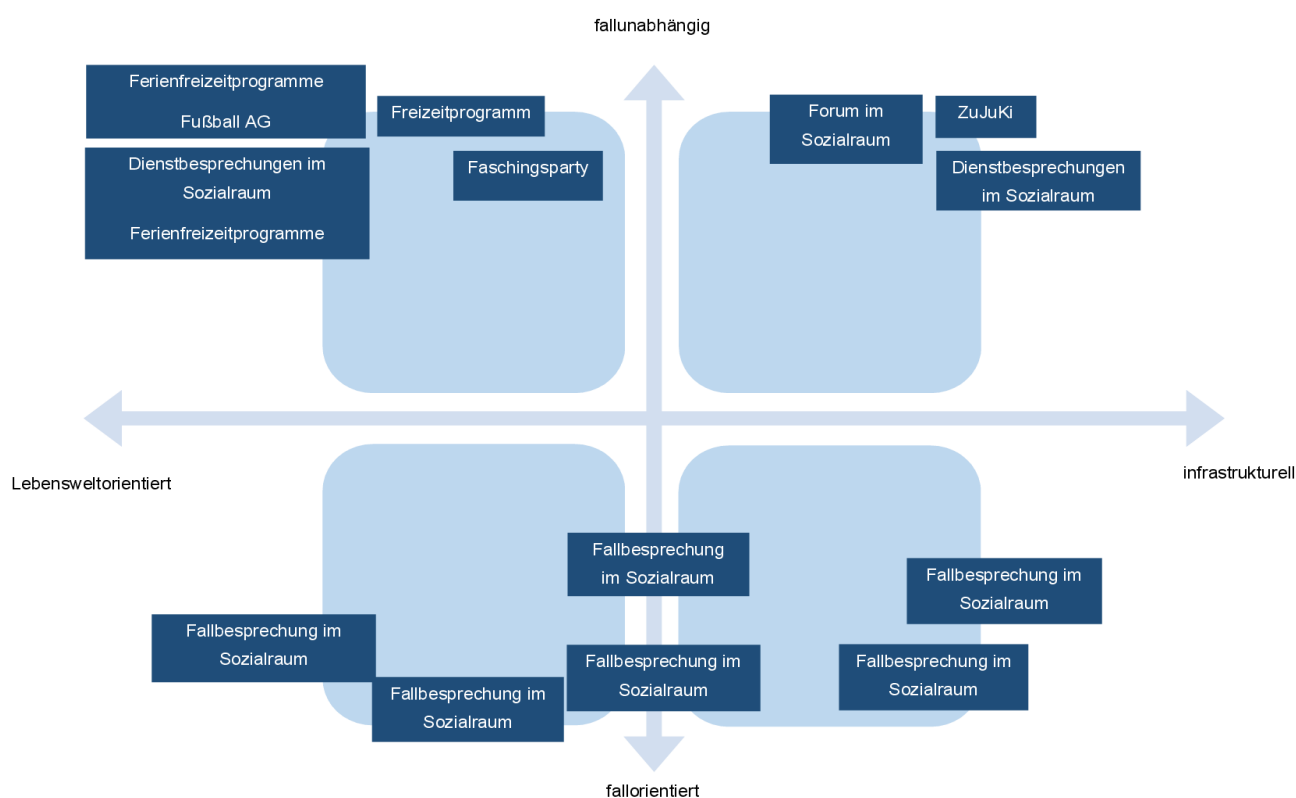 fallunabhängig
Ferienfreizeitprogramme
Fußball AG
Freizeitprogramm
Forum im
Sozialraum
ZuJuKi
Dienstbesprechungen im
Sozialraum
Ferienfreizeitprogramme
Faschingsparty
Dienstbesprechungen
im Sozialraum
Lebensweltorientiert
infrastrukturell
Fallbesprechung
im Sozialraum
Fallbesprechung im
Sozialraum
Fallbesprechung im
Sozialraum
Fallbesprechung im
Sozialraum
Fallbesprechung im
Sozialraum
Fallbesprechung im
Sozialraum
fallorientiert